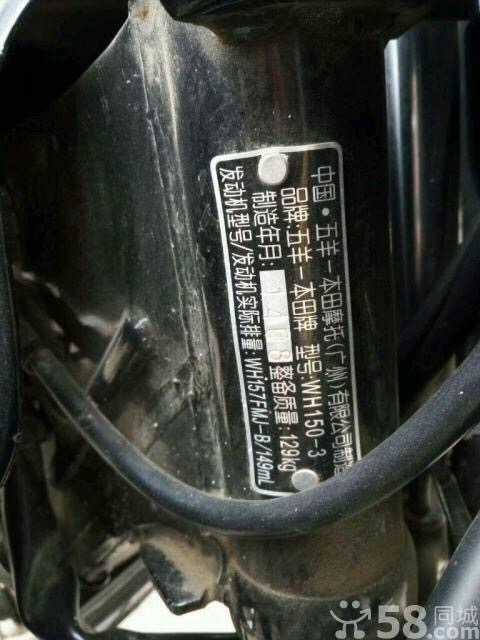 中国·五羊一本田摩托(广州)有限公司制造
品牌:五羊一本田牌 型号:WH150-3
制造年月: 整备质量:129kg
发动机型号/发动机实际排量:WH157FMJ-B/149mL
58同城